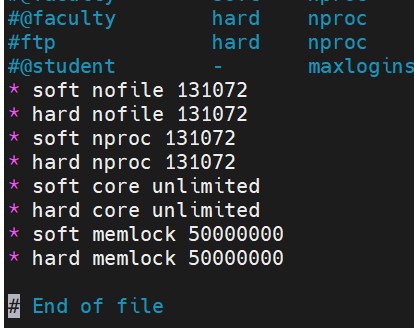 #@faculty hard nproc
#ftp hard nproc
#@student - maxlogins
* soft nofile 131072
* hard nofile 131072
* soft nproc 131072
* hard nproc 131072
* soft core unlimited
* hard core unlimited
* soft memlock 50000000
* hard memlock 50000000
# End of file